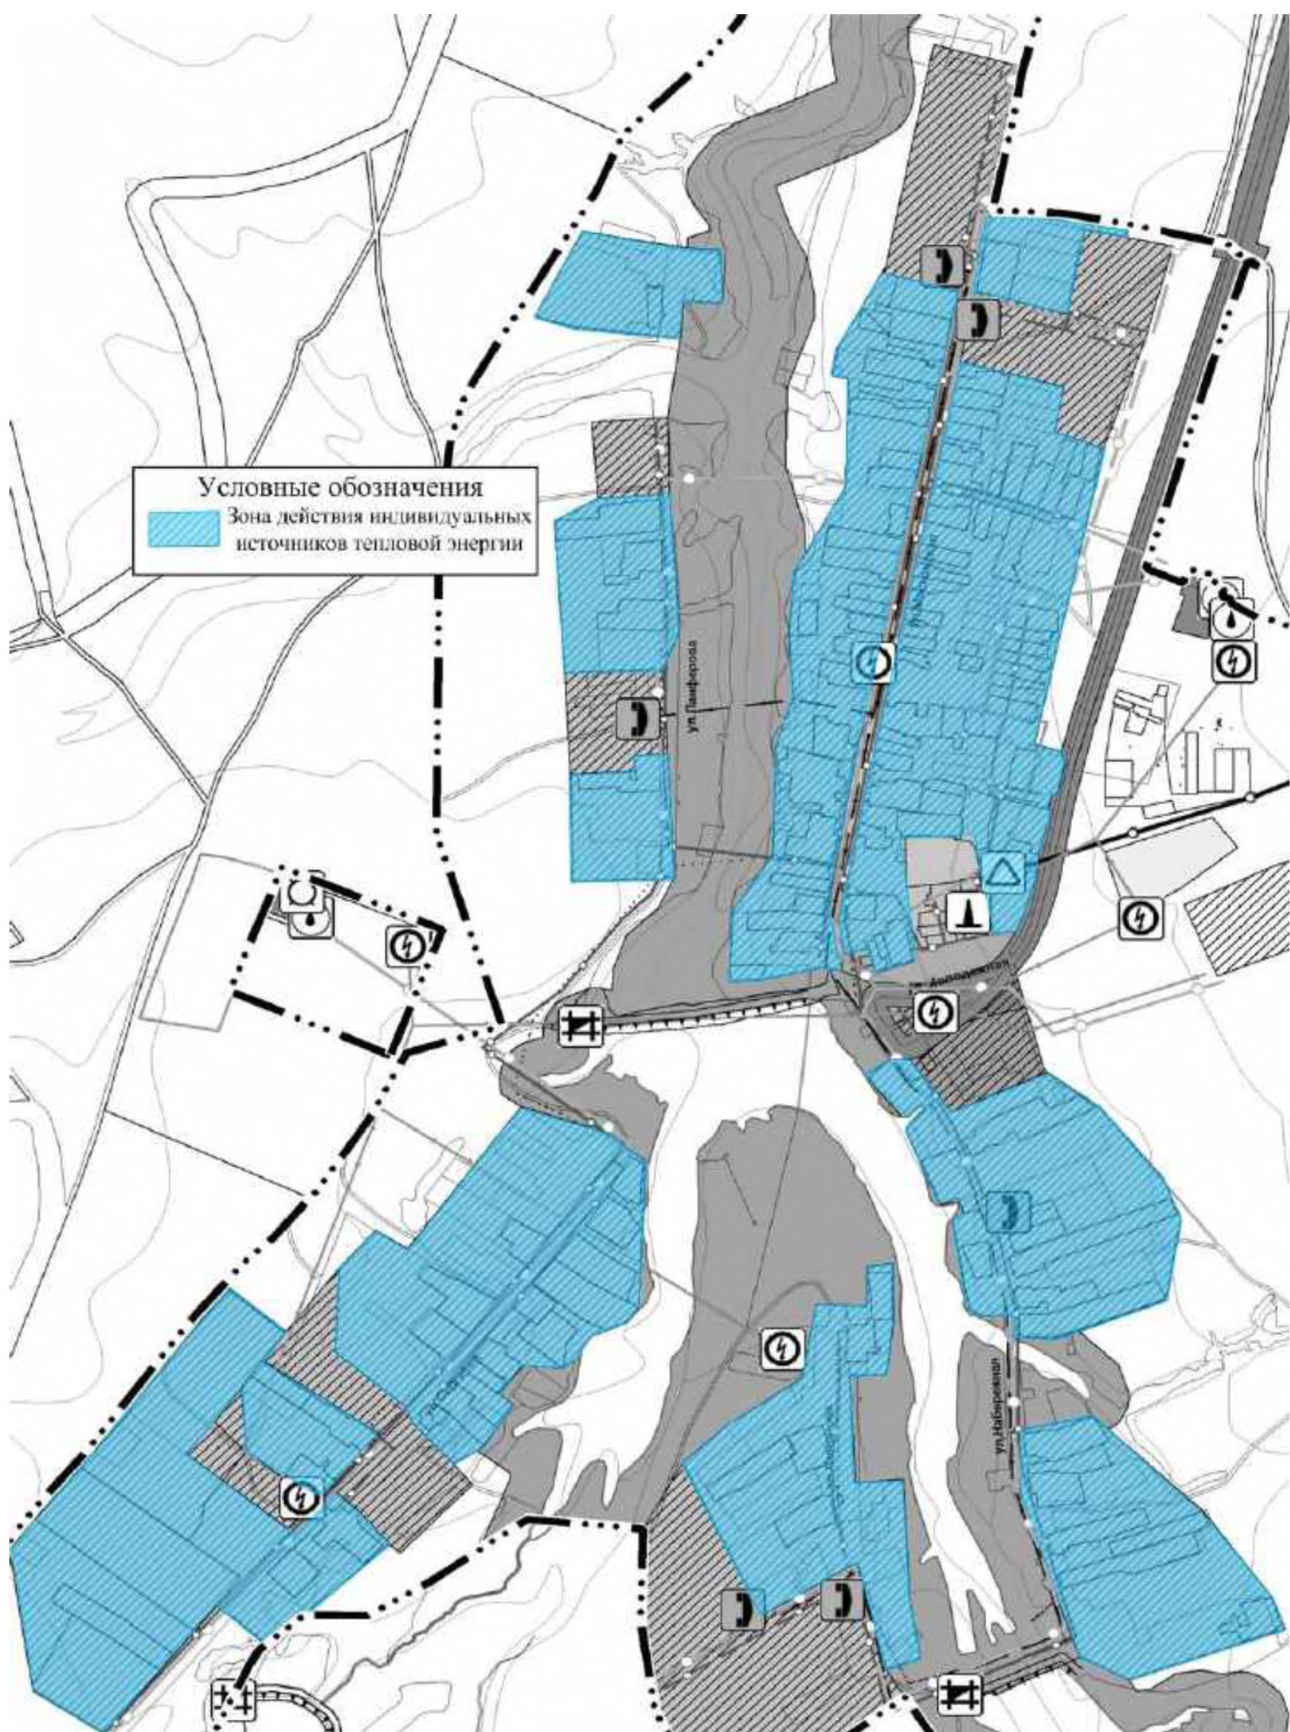 Условные обозначения
Зона действия индивидуальных
источников тепловой энергии
ул.Панферова
ул.Набережная